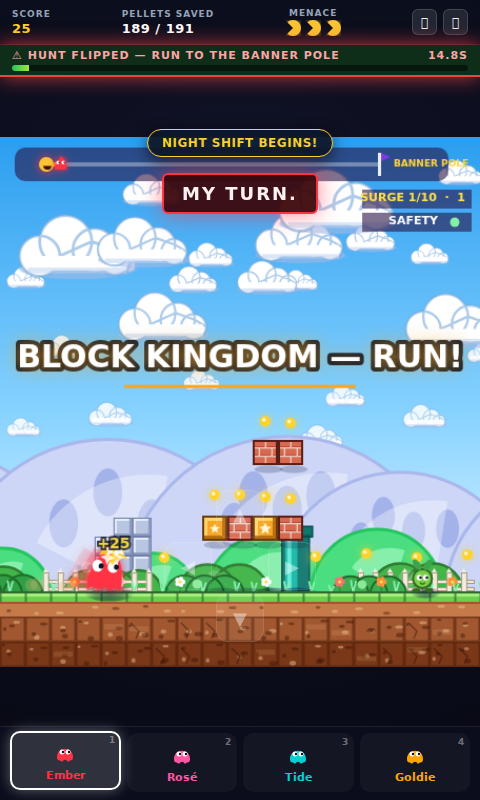 SCORE
25
PELLETS SAVED
189 / 191
MENACE
⚠ HUNT FLIPPED — RUN TO THE BANNER POLE
14.8S
NIGHT SHIFT BEGINS!
BANNER POLE
MY TURN.
SURGE 1/10 · 1
SAFETY
BLOCK KINGDOM — RUN!
+25
1
Ember
2
Rosé
3
Tide
4
Goldie